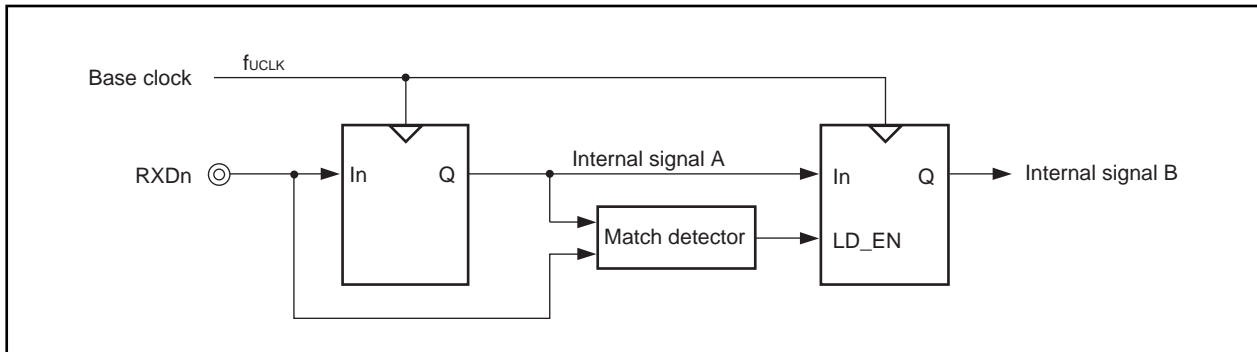 Base clock
fUCLK
RXDn
In
Q
Internal signal A
In
Q
Internal signal B
Match detector
LD_EN